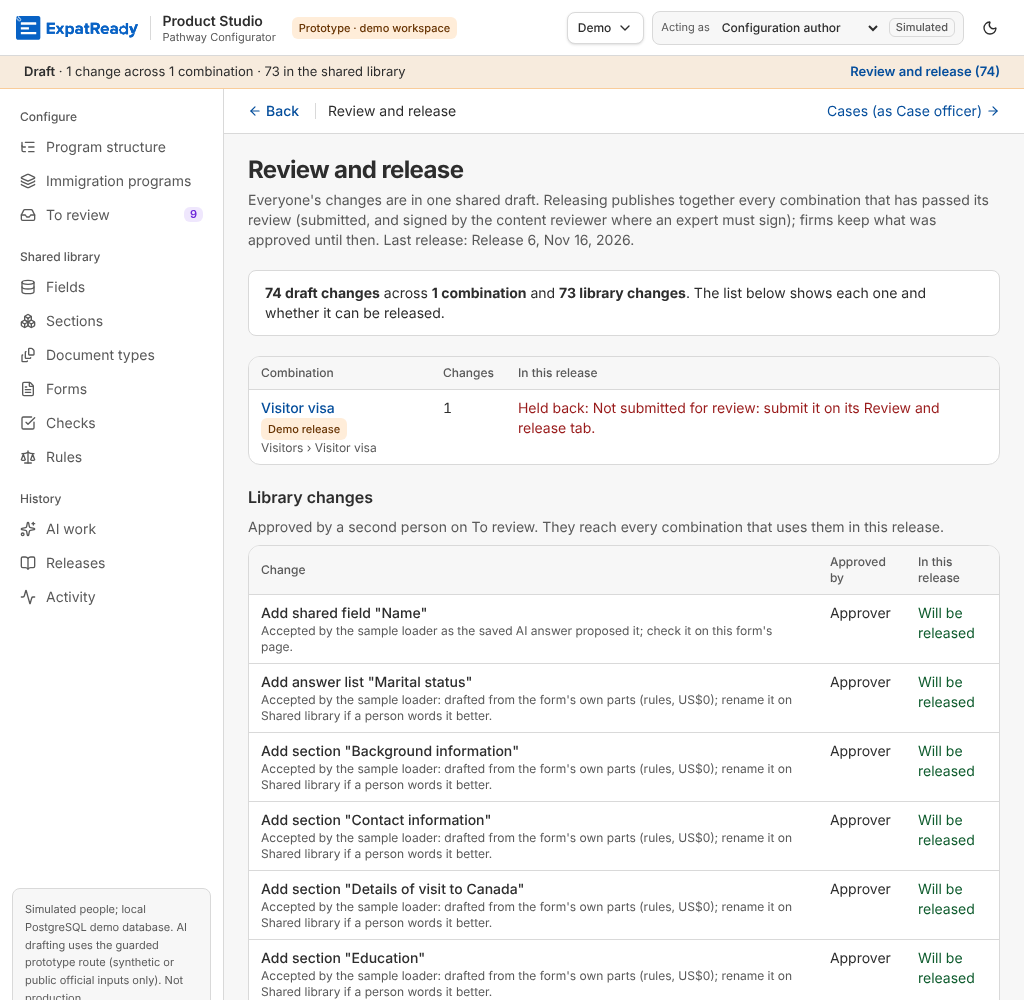 ExpatReady
Product Studio
Pathway Configurator
Prototype · demo workspace
Demo
Acting as
Configuration author
Simulated
Draft · 1 change across 1 combination · 73 in the shared library
Review and release (74)
Configure
Program structure
Immigration programs
To review
9
Shared library
Fields
Sections
Document types
Forms
Checks
Rules
History
AI work
Releases
Activity
Simulated people; local
PostgreSQL demo database. AI
drafting uses the guarded
prototype route (synthetic or
public official inputs only). Not
production
← Back
Review and release
Cases (as Case officer) →
Review and release
Everyone's changes are in one shared draft. Releasing publishes together every combination that has passed its
review (submitted, and signed by the content reviewer where an expert must sign); firms keep what was
approved until then. Last release: Release 6, Nov 16, 2026.
74 draft changes across 1 combination and 73 library changes. The list below shows each one and
whether it can be released.
Combination
Changes
In this release
Visitor visa
Demo release
Visitors › Visitor visa
1
Held back: Not submitted for review: submit it on its Review and
release tab.
Library changes
Approved by a second person on To review. They reach every combination that uses them in this release.
Change
Approved
by
In this
release
Add shared field "Name"
Accepted by the sample loader as the saved AI answer proposed it; check it on this form's
page.
Approver
Will be
released
Add answer list "Marital status"
Accepted by the sample loader: drafted from the form's own parts (rules, US$0); rename it on
Shared library if a person words it better.
Approver
Will be
released
Add section "Background information"
Accepted by the sample loader: drafted from the form's own parts (rules, US$0); rename it on
Shared library if a person words it better.
Approver
Will be
released
Add section "Contact information"
Accepted by the sample loader: drafted from the form's own parts (rules, US$0); rename it on
Shared library if a person words it better.
Approver
Will be
released
Add section "Details of visit to Canada"
Accepted by the sample loader: drafted from the form's own parts (rules, US$0); rename it on
Shared library if a person words it better.
Approver
Will be
released
Add section "Education"
Accepted by the sample loader: drafted from the form's own parts (rules, US$0); rename it on
Shared library if a person words it better.
Approver
Will be
released